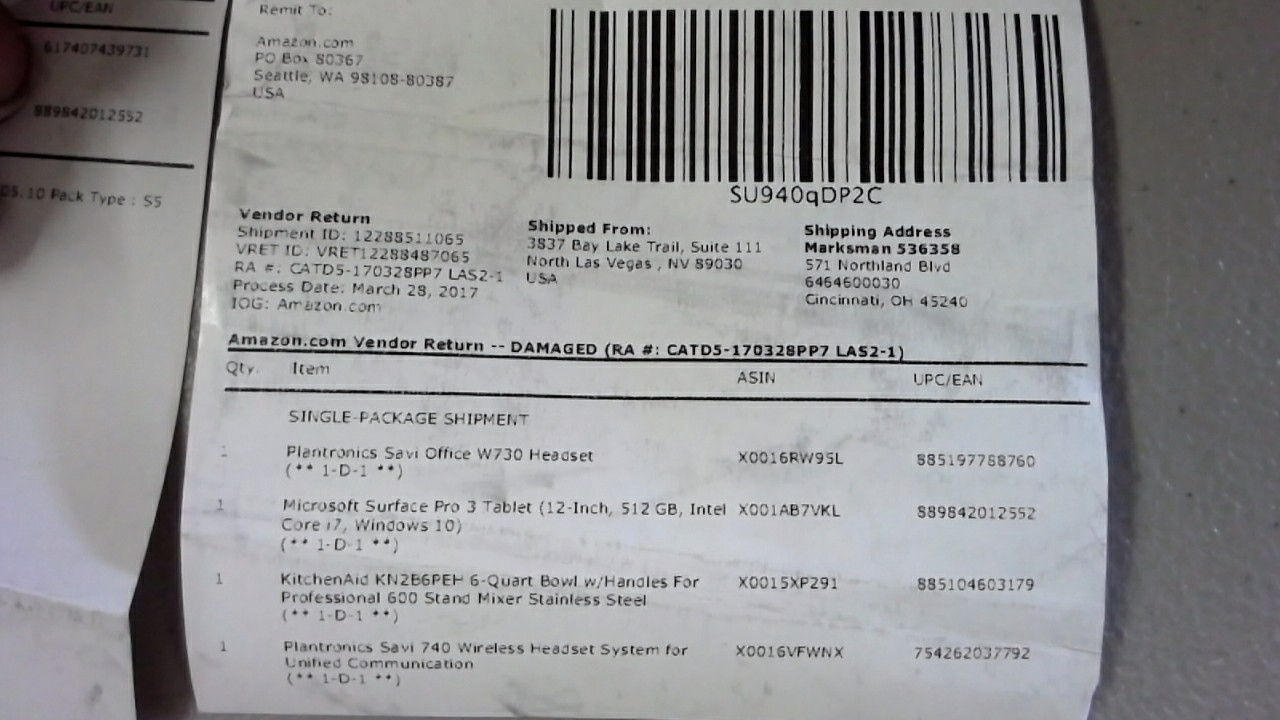 UPC/EAN
617407439731
889842012552
05.10 Pack Type : S5
Remit To:
Amazon.com
PO Box 80367
Seattle, WA 98108-80387
USA
SU940qDP2C
Vendor Return
Shipment ID: 12288511065
VRET ID: VRET12288487065
RA #: CATD5-170328PP7 LAS2-1
Process Date: March 28, 2017
IOG: Amazon.com
Shipped From:
3837 Bay Lake Trail, Suite 111
North Las Vegas , NV 89030
USA
Shipping Address
Marksman 536358
571 Northland Blvd
6464600030
Cincinnati, OH 45240
Amazon.com Vendor Return -- DAMAGED (RA #: CATD5-170328PP7 LAS2-1)
Qty. Item ASIN UPC/EAN
SINGLE-PACKAGE SHIPMENT
1 Plantronics Savi Office W730 Headset X0016RW95L 885197788760
(** 1-D-1 **)
1 Microsoft Surface Pro 3 Tablet (12-Inch, 512 GB, Intel X001AB7VKL 889842012552
Core i7, Windows 10)
(** 1-D-1 **)
1 KitchenAid KN2B6PEH 6-Quart Bowl w/Handles For X0015XP291 885104603179
Professional 600 Stand Mixer Stainless Steel
(** 1-D-1 **)
1 Plantronics Savi 740 Wireless Headset System for X0016VFWNX 754262037792
Unified Communication
(** 1-D-1 **)